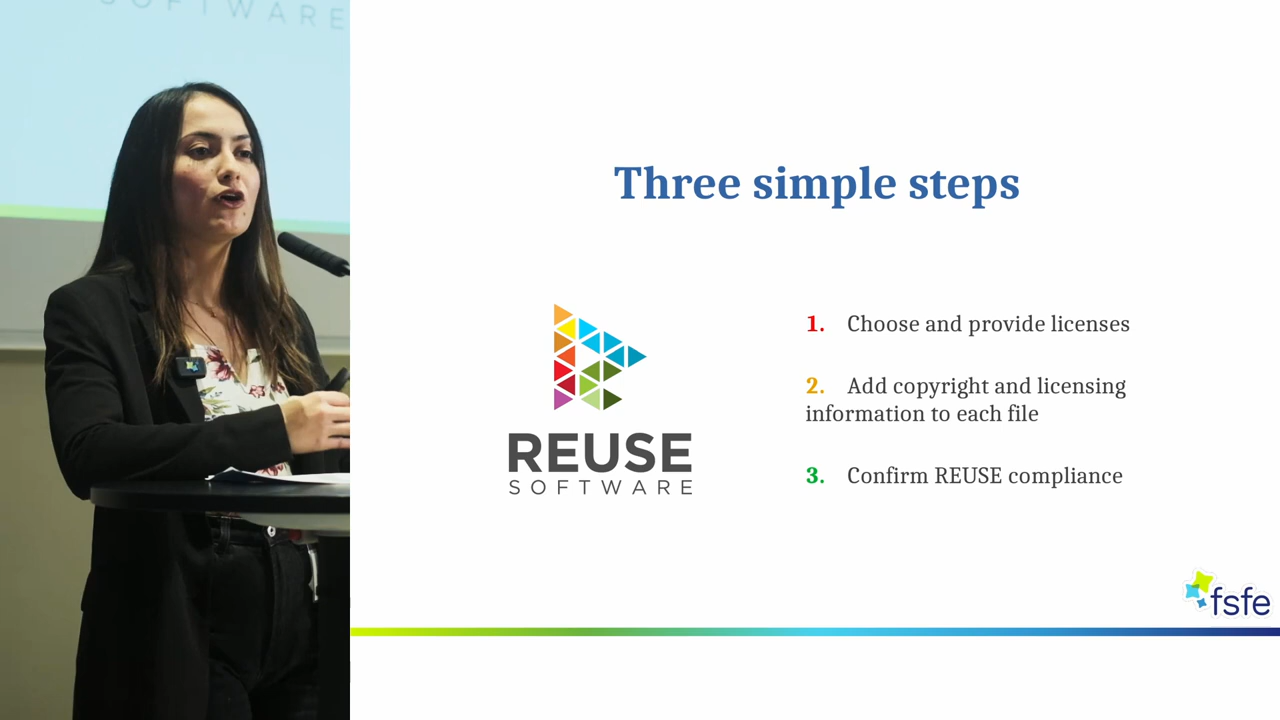 SOFTWARE
Three simple steps
1. Choose and provide licenses
2. Add copyright and licensing
information to each file
3. Confirm REUSE compliance
REUSE
SOFTWARE
fsfe